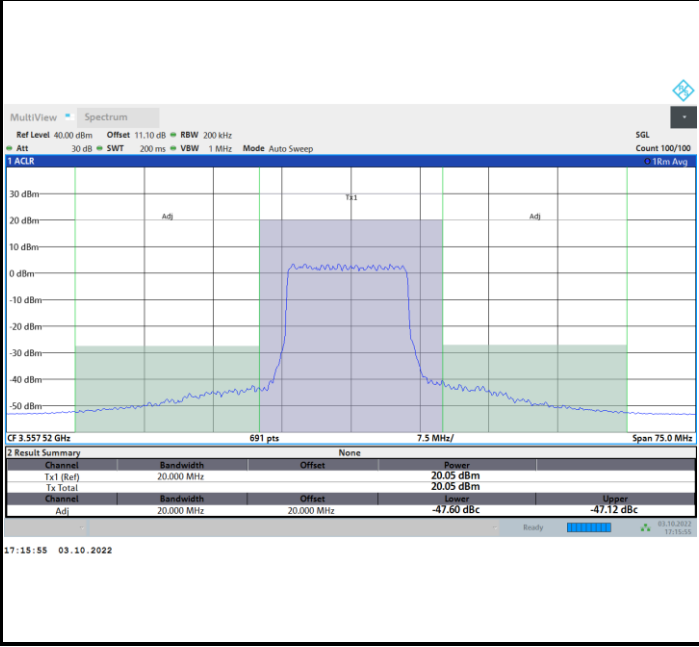 MultiView Spectrum
Ref Level 40.00 dBm Offset 11.10 dB RBW 200 kHz SGL
Att 30 dB SWT 200 ms VBW 1 MHz Mode Auto Sweep Count 100/100
1 ACLR 1Rm Avg
30 dBm
Tx1
Adj Adj
20 dBm
10 dBm
0 dBm
-10 dBm
-20 dBm
-30 dBm
-40 dBm
-50 dBm
CF 3.557 52 GHz 691 pts 7.5 MHz/ Span 75.0 MHz
2 Result Summary None
Channel Bandwidth Offset Power
Tx1 (Ref) 20.000 MHz 20.05 dBm
Tx Total 20.05 dBm
Channel Bandwidth Offset Lower Upper
Adj 20.000 MHz 20.000 MHz -47.60 dBc -47.12 dBc
Ready 03.10.2022
17:15:55
17:15:55 03.10.2022